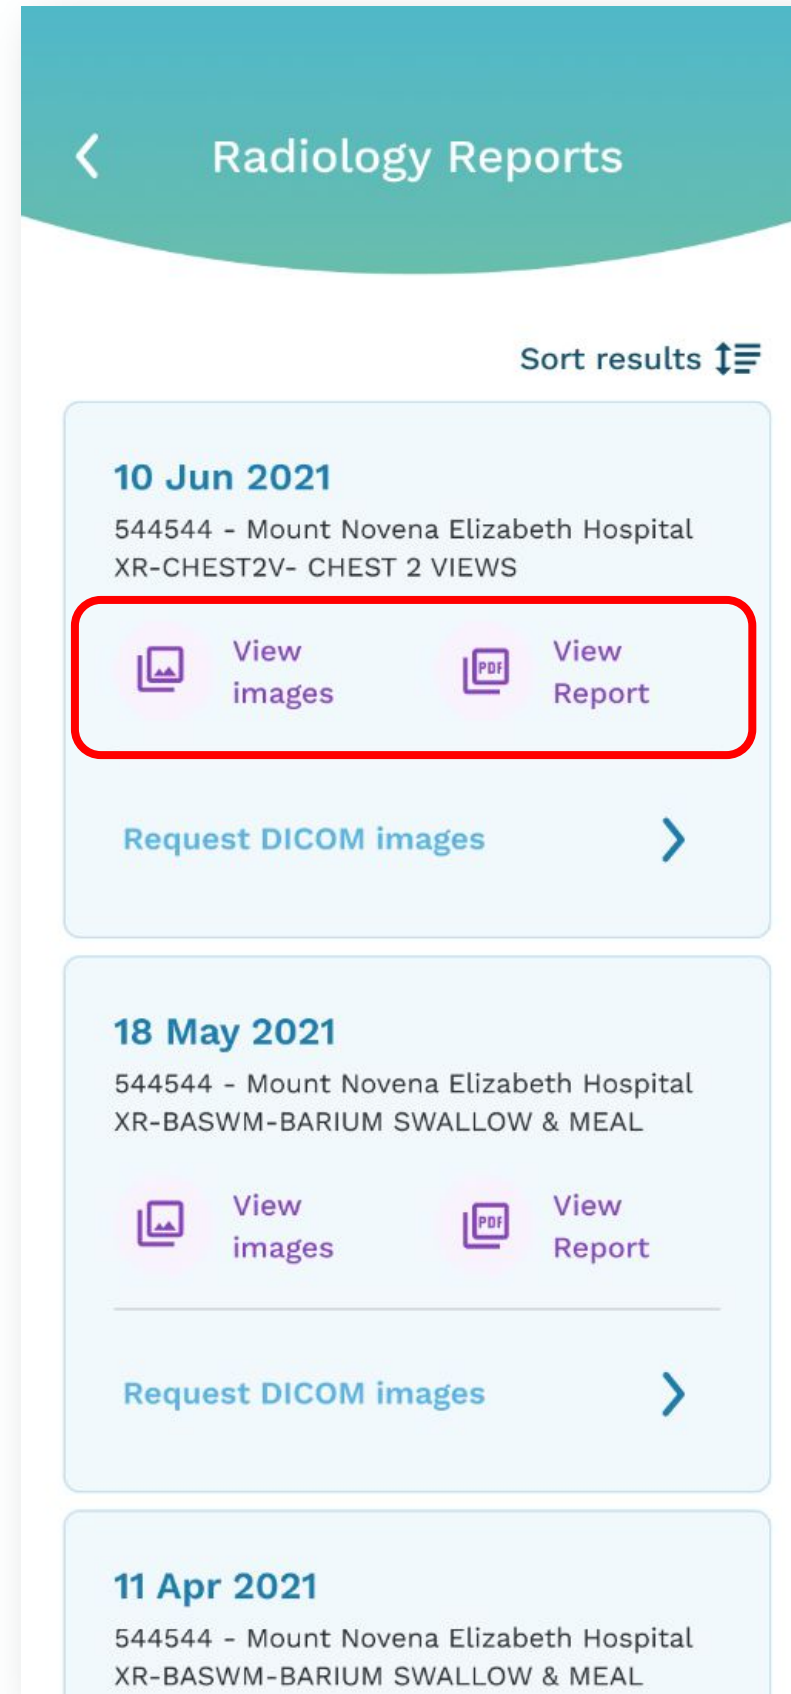 Radiology Reports
Sort results
10 Jun 2021
544544 - Mount Novena Elizabeth Hospital
XR-CHEST2V- CHEST 2 VIEWS
View images
PDF
View Report
Request DICOM images
18 May 2021
544544 - Mount Novena Elizabeth Hospital
XR-BASWM-BARIUM SWALLOW & MEAL
View images
PDF
View Report
Request DICOM images
11 Apr 2021
544544 - Mount Novena Elizabeth Hospital
XR-BASWM-BARIUM SWALLOW & MEAL